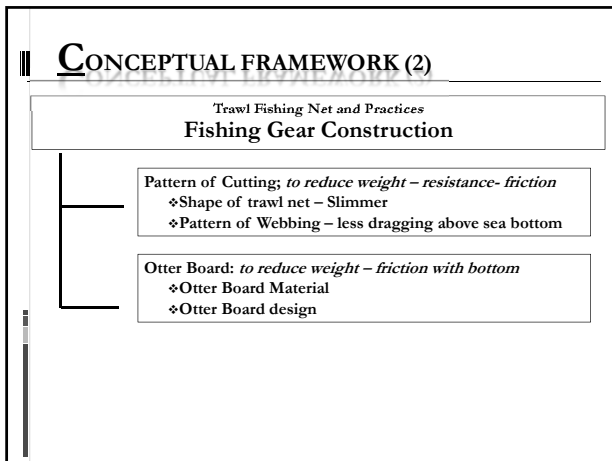 CONCEPTUAL FRAMEWORK (2)
Trawl Fishing Net and Practices
Fishing Gear Construction
Pattern of Cutting; to reduce weight – resistance- friction
❖Shape of trawl net – Slimmer
❖Pattern of Webbing – less dragging above sea bottom
Otter Board: to reduce weight – friction with bottom
❖Otter Board Material
❖Otter Board design